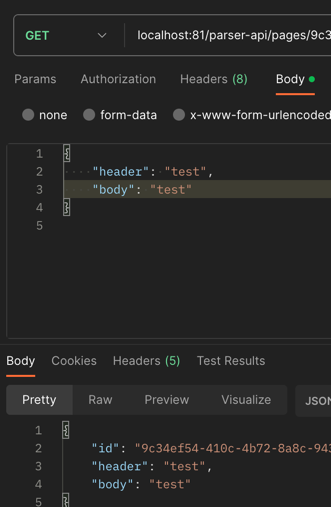 GET localhost:81/parser-api/pages/9c3
Params Authorization Headers (8) Body
none form-data x-www-form-urlencoded
1 {
2 "header": "test",
3 "body": "test"
4 }
5
Body Cookies Headers (5) Test Results
Pretty Raw Preview Visualize JSON
1 {
2 "id": "9c34ef54-410c-4b72-8a8c-943
3 "header": "test",
4 "body": "test"
5 }